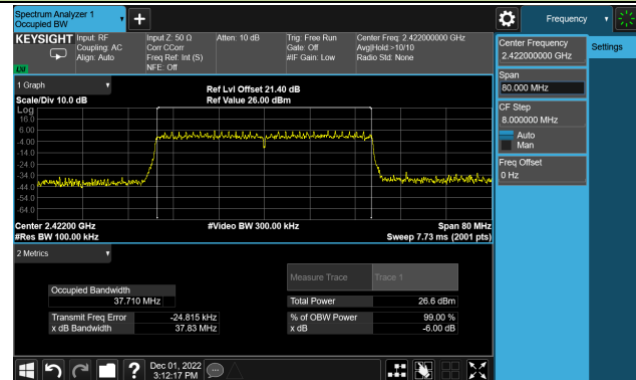 Spectrum Analyzer 1
Occupied BW
+
Frequency
KEYSIGHT Input: RF
Coupling: AC
Align: Auto
Input Z: 50 Ω
Corr CCorr
Freq Ref: Int (S)
NFE: Off
Atten: 10 dB
Trig: Free Run
Gate: Off
#IF Gain: Low
Center Freq: 2.422000000 GHz
Avg|Hold:>10/10
Radio Std: None
LXI
Center Frequency
2.422000000 GHz
Settings
Span
80.000 MHz
CF Step
8.000000 MHz
Auto
Man
Freq Offset
0 Hz
1 Graph
Scale/Div 10.0 dB
Ref Lvl Offset 21.40 dB
Ref Value 26.00 dBm
Log
16.0
6.00
-4.00
-14.0
-24.0
-34.0
-44.0
-54.0
-64.0
Center 2.42200 GHz
#Video BW 300.00 kHz
Span 80 MHz
#Res BW 100.00 kHz
Sweep 7.73 ms (2001 pts)
2 Metrics
Measure Trace Trace 1
Occupied Bandwidth
37.710 MHz
Total Power 26.6 dBm
Transmit Freq Error -24.815 kHz
% of OBW Power 99.00 %
x dB Bandwidth 37.83 MHz
x dB -6.00 dB
?
Dec 01, 2022
3:12:17 PM